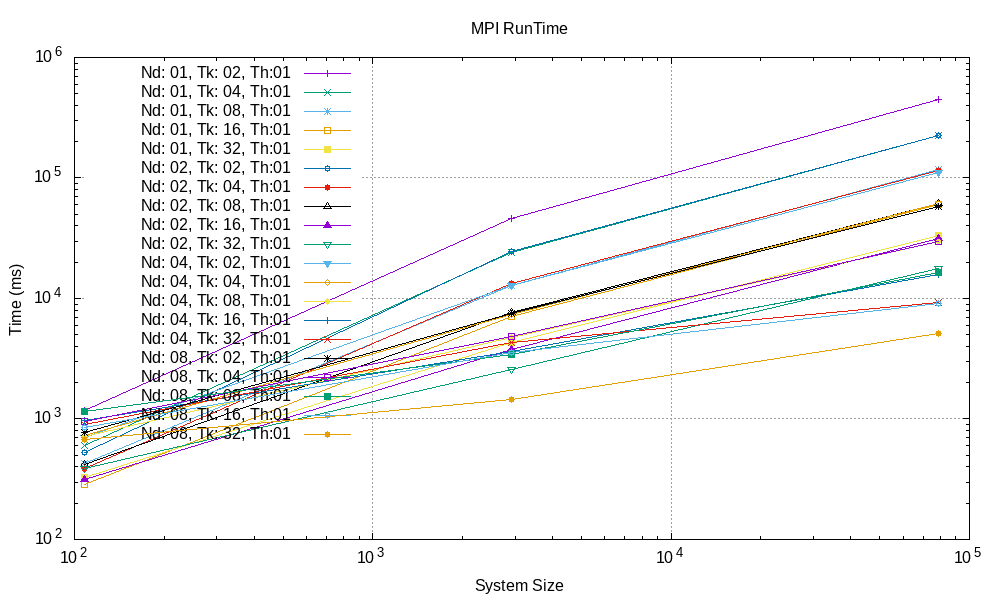 MPI RunTime
10^6
10^5
10^4
10^3
10^2
Time (ms)
Nd: 01, Tk: 02, Th:01
Nd: 01, Tk: 04, Th:01
Nd: 01, Tk: 08, Th:01
Nd: 01, Tk: 16, Th:01
Nd: 01, Tk: 32, Th:01
Nd: 02, Tk: 02, Th:01
Nd: 02, Tk: 04, Th:01
Nd: 02, Tk: 08, Th:01
Nd: 02, Tk: 16, Th:01
Nd: 02, Tk: 32, Th:01
Nd: 04, Tk: 02, Th:01
Nd: 04, Tk: 04, Th:01
Nd: 04, Tk: 08, Th:01
Nd: 04, Tk: 16, Th:01
Nd: 04, Tk: 32, Th:01
Nd: 08, Tk: 02, Th:01
Nd: 08, Tk: 04, Th:01
Nd: 08, Tk: 08, Th:01
Nd: 08, Tk: 16, Th:01
Nd: 08, Tk: 32, Th:01
10^2 10^3 10^4 10^5
System Size